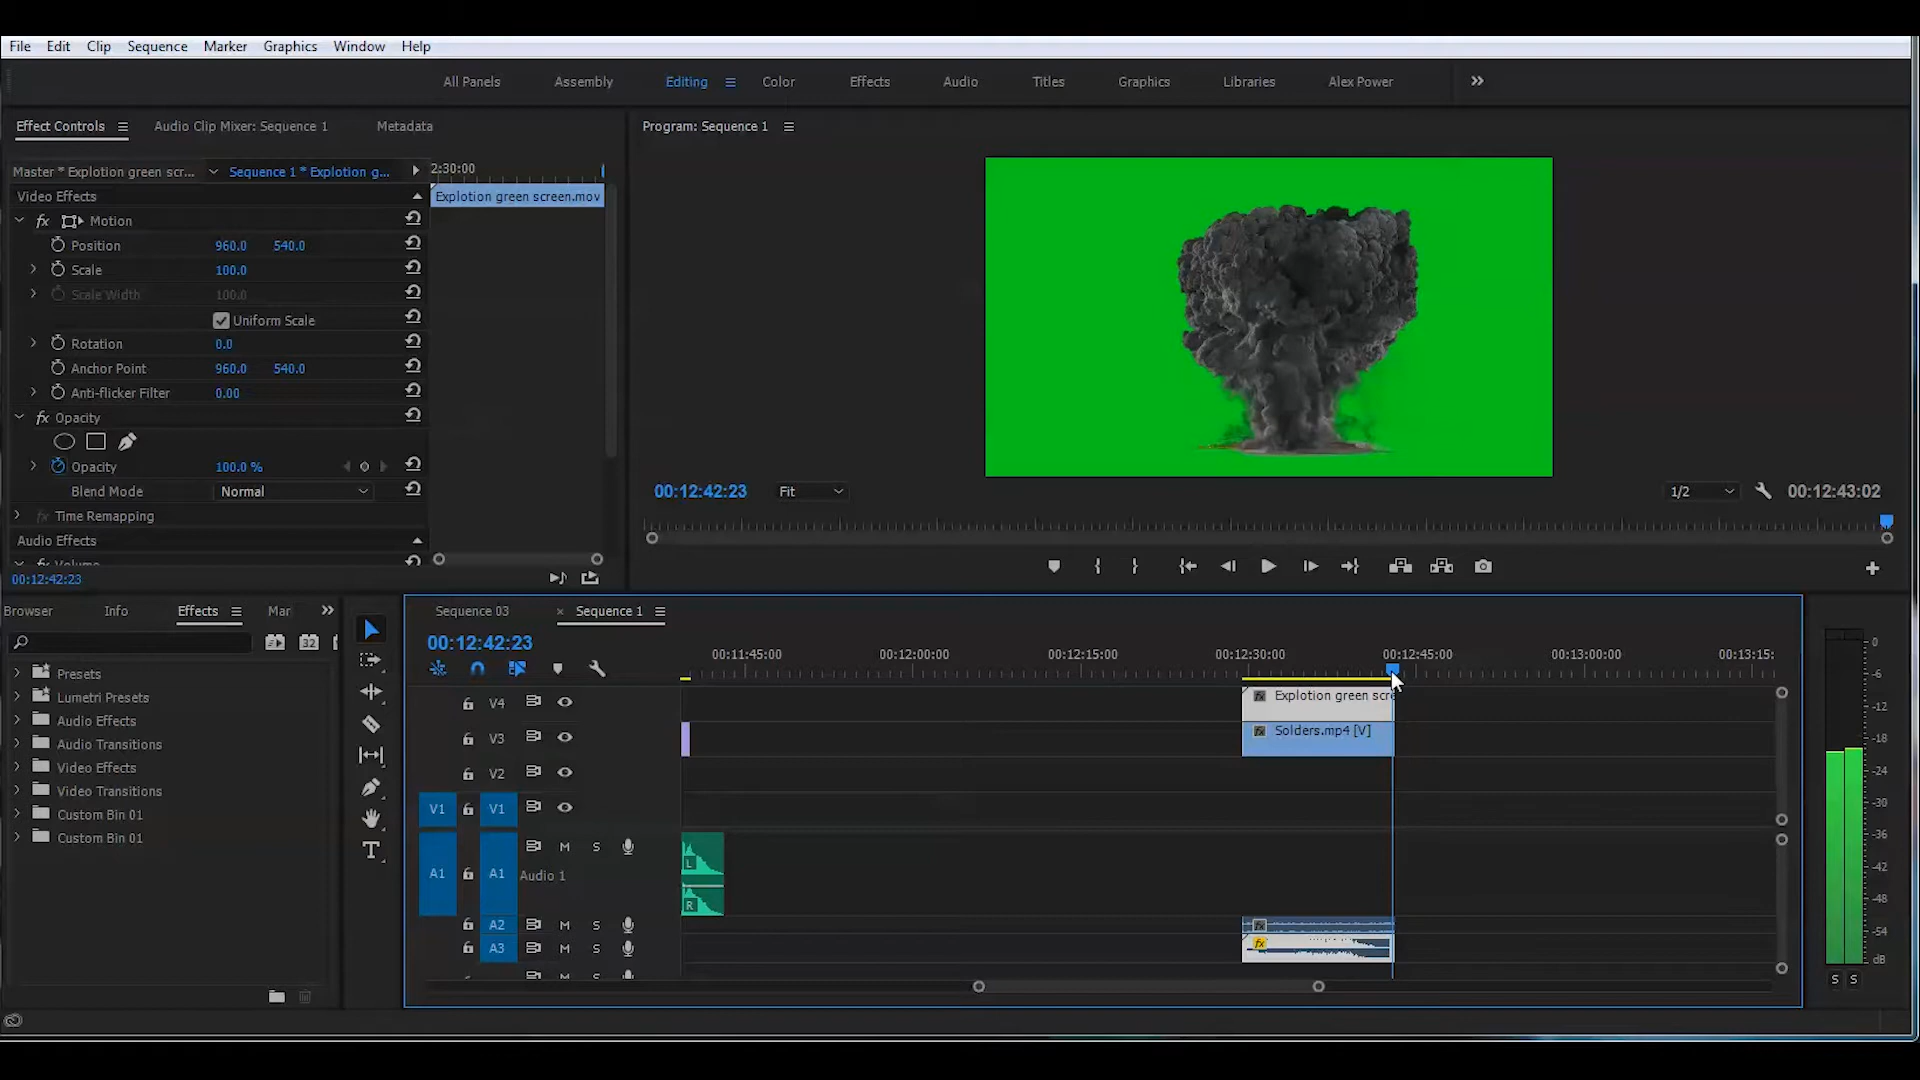 File Edit Clip Sequence Marker Graphics Window Help
All Panels Assembly Editing Color Effects Audio Titles Graphics Libraries Alex Power
Effect Controls Audio Clip Mixer: Sequence 1 Metadata
Program: Sequence 1
Master * Explotion green scr... Sequence 1 * Explotion g... 2:30:00
Video Effects
Explotion green screen.mov
fx Motion
Position 960.0 540.0
Scale 100.0
Scale Width 100.0
Uniform Scale
Rotation 0.0
Anchor Point 960.0 540.0
Anti-flicker Filter 0.00
fx Opacity
Opacity 100.0 %
Blend Mode Normal
fx Time Remapping
Audio Effects
fx Volume
00:12:42:23
00:12:42:23 Fit 1/2 00:12:43:02
Browser Info Effects Mar
32
Presets
Lumetri Presets
Audio Effects
Audio Transitions
Video Effects
Video Transitions
Custom Bin 01
Custom Bin 01
T
Sequence 03 × Sequence 1
00:12:42:23
00:11:45:00 00:12:00:00 00:12:15:00 00:12:30:00 00:12:45:00 00:13:00:00 00:13:15:
V4 fx Explotion green scre
V3 fx Solders.mp4 [V]
V2
V1 V1
A1 A1 M S
Audio 1
L
R
A2 M S fx
A3 M S fx
M S
0
-6
-12
-18
-24
-30
-36
-42
-48
-54
dB
S S